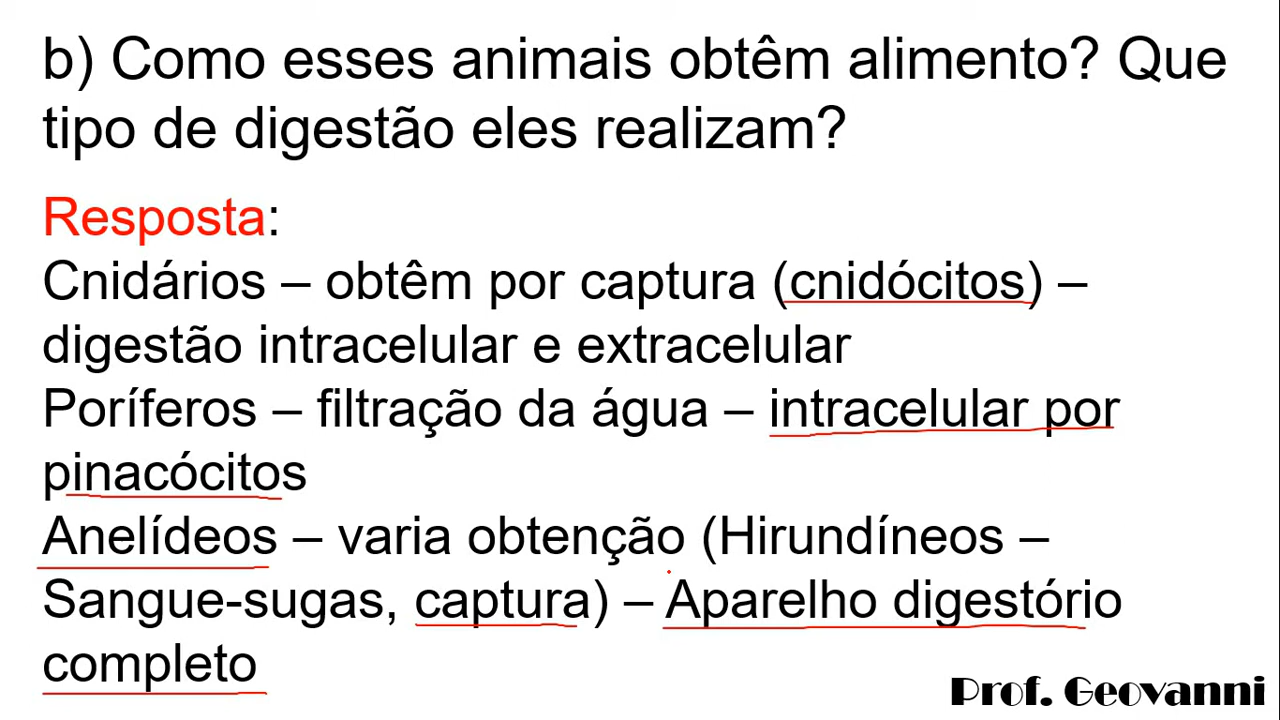 b) Como esses animais obtêm alimento? Que
tipo de digestão eles realizam?
Resposta:
Cnidários – obtêm por captura (cnidócitos) –
digestão intracelular e extracelular
Poríferos – filtração da água – intracelular por
pinacócitos
Anelídeos – varia obtenção (Hirundíneos –
Sangue-sugas, captura) – Aparelho digestório
completo
Prof. Geovanni